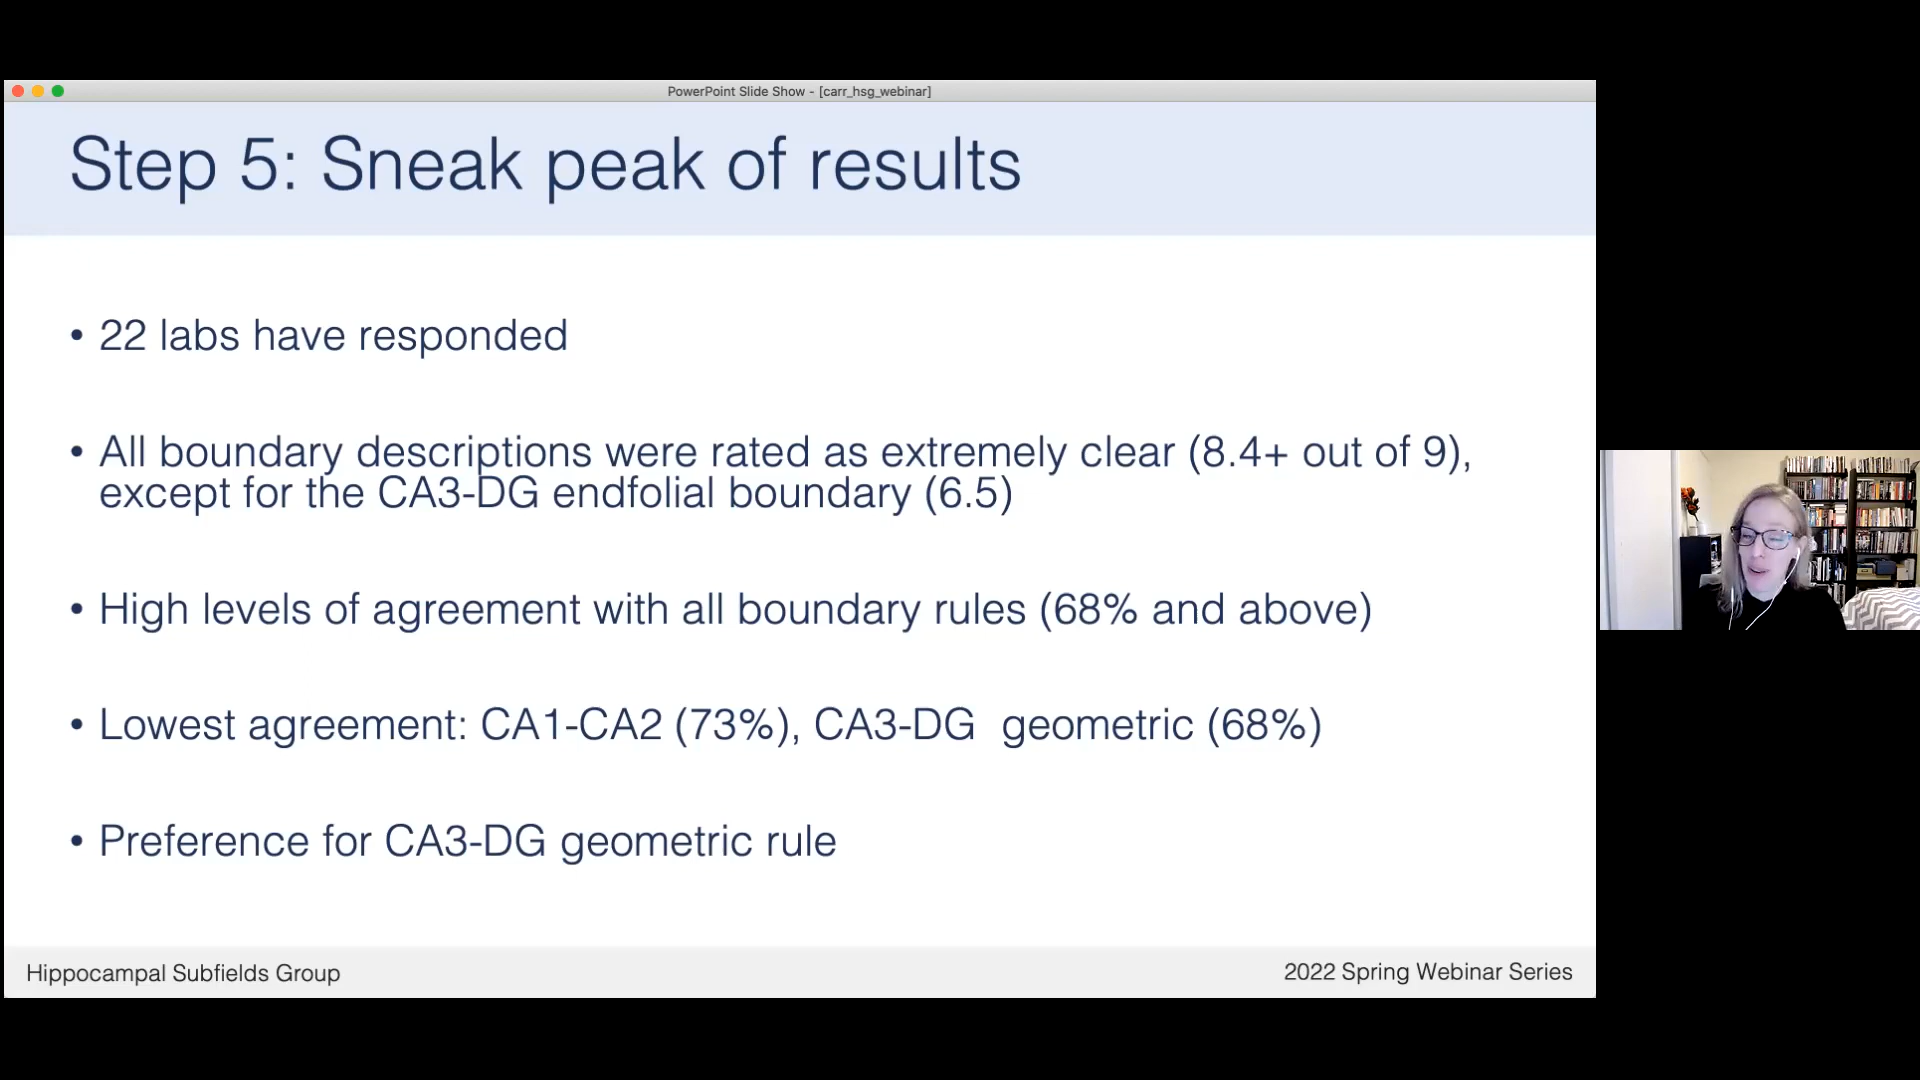 PowerPoint Slide Show - [carr_hsg_webinar]
Step 5: Sneak peak of results
• 22 labs have responded
• All boundary descriptions were rated as extremely clear (8.4+ out of 9),
except for the CA3-DG endfolial boundary (6.5)
• High levels of agreement with all boundary rules (68% and above)
• Lowest agreement: CA1-CA2 (73%), CA3-DG  geometric (68%)
• Preference for CA3-DG geometric rule
Hippocampal Subfields Group
2022 Spring Webinar Series